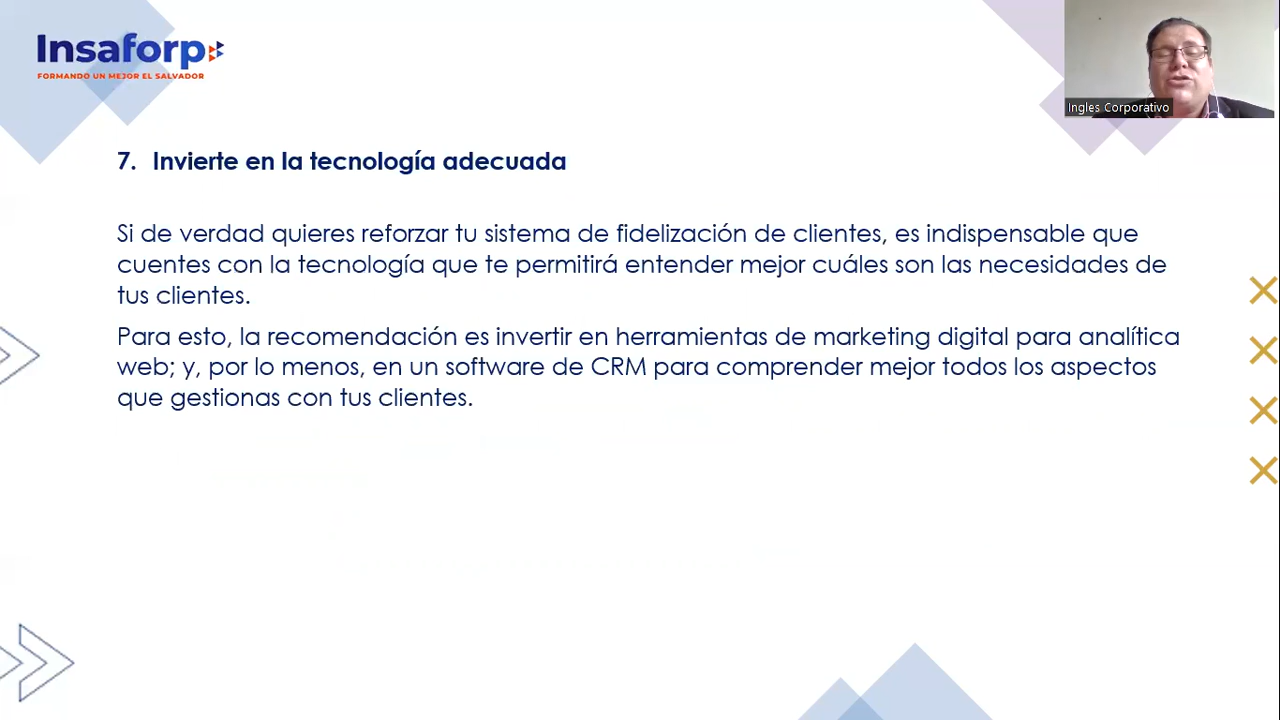 Insaforp
FORMANDO UN MEJOR EL SALVADOR
Ingles Corporativo
7. Invierte en la tecnología adecuada
Si de verdad quieres reforzar tu sistema de fidelización de clientes, es indispensable que
cuentes con la tecnología que te permitirá entender mejor cuáles son las necesidades de
tus clientes.
Para esto, la recomendación es invertir en herramientas de marketing digital para analítica
web; y, por lo menos, en un software de CRM para comprender mejor todos los aspectos
que gestionas con tus clientes.